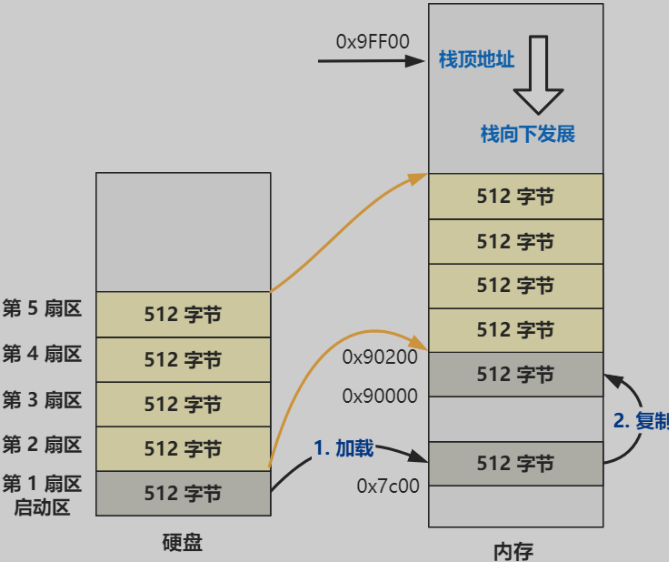 0x9FF00
栈顶地址
栈向下发展
512 字节
512 字节
512 字节
512 字节
0x90200
512 字节
0x90000
2. 复制
1. 加载
512 字节
0x7c00
内存
第 5 扇区
512 字节
第 4 扇区
512 字节
第 3 扇区
512 字节
第 2 扇区
512 字节
第 1 扇区
启动区
512 字节
硬盘